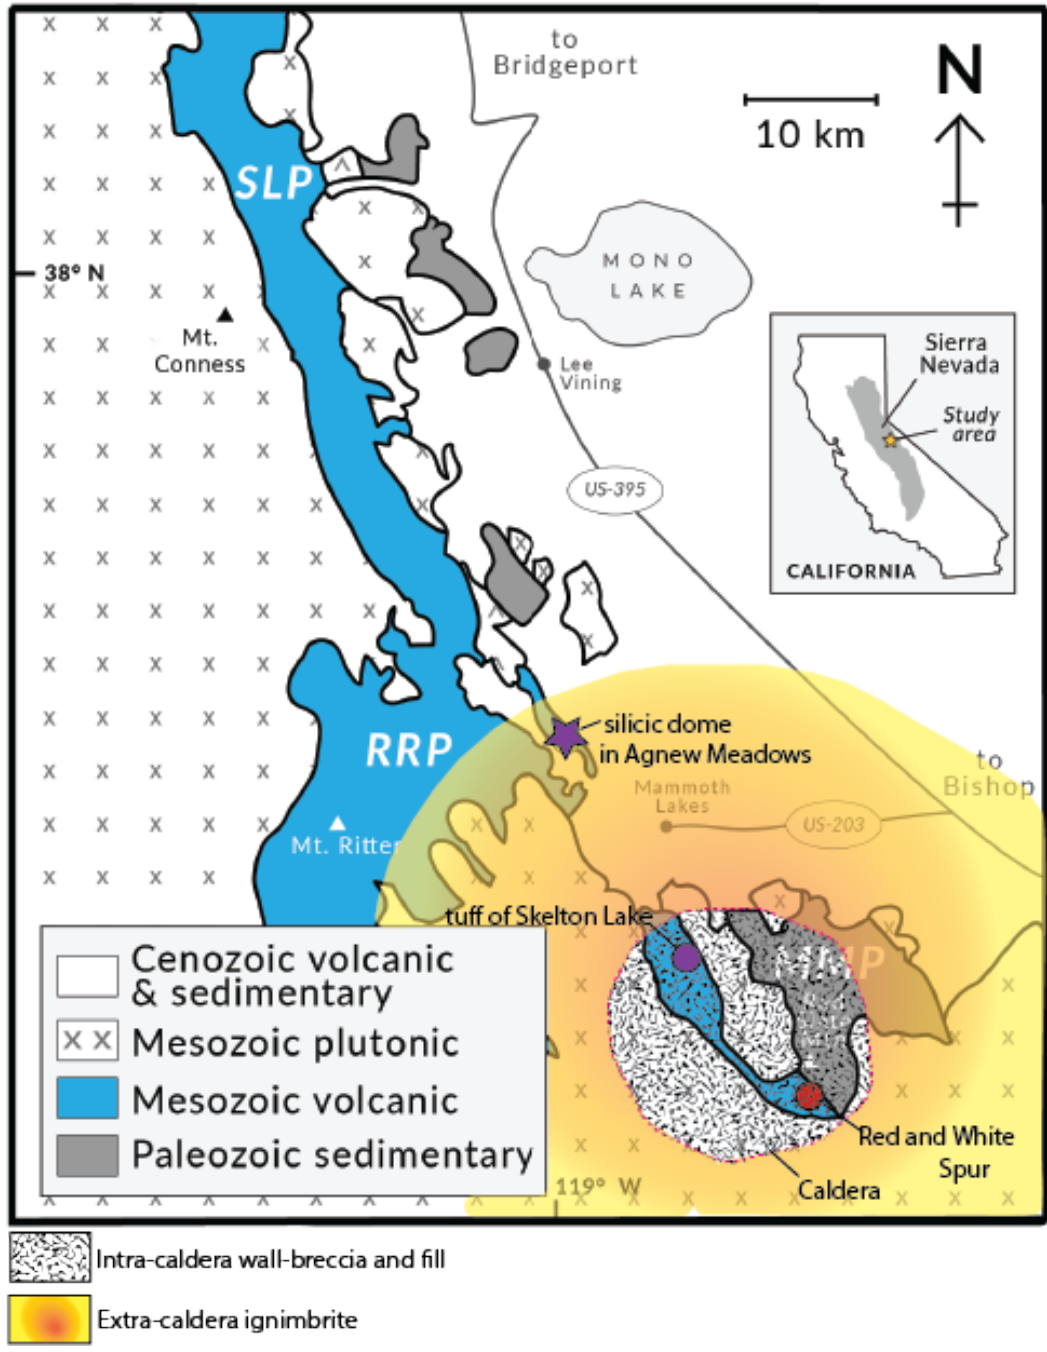 to
Bridgeport
N
10 km
SLP
38° N
MONO
LAKE
Mt.
Conness
Lee
Vining
Sierra
Nevada
Study
area
US-395
CALIFORNIA
RRP
silicic dome
in Agnew Meadows
to
Bishop
Mammoth
Lakes
US-203
Mt. Ritter
tuff of Skelton Lake
MMP
Cenozoic volcanic
& sedimentary
x x Mesozoic plutonic
Mesozoic volcanic
Paleozoic sedimentary
Red and White
Spur
119° W
Caldera
Intra-caldera wall-breccia and fill
Extra-caldera ignimbrite